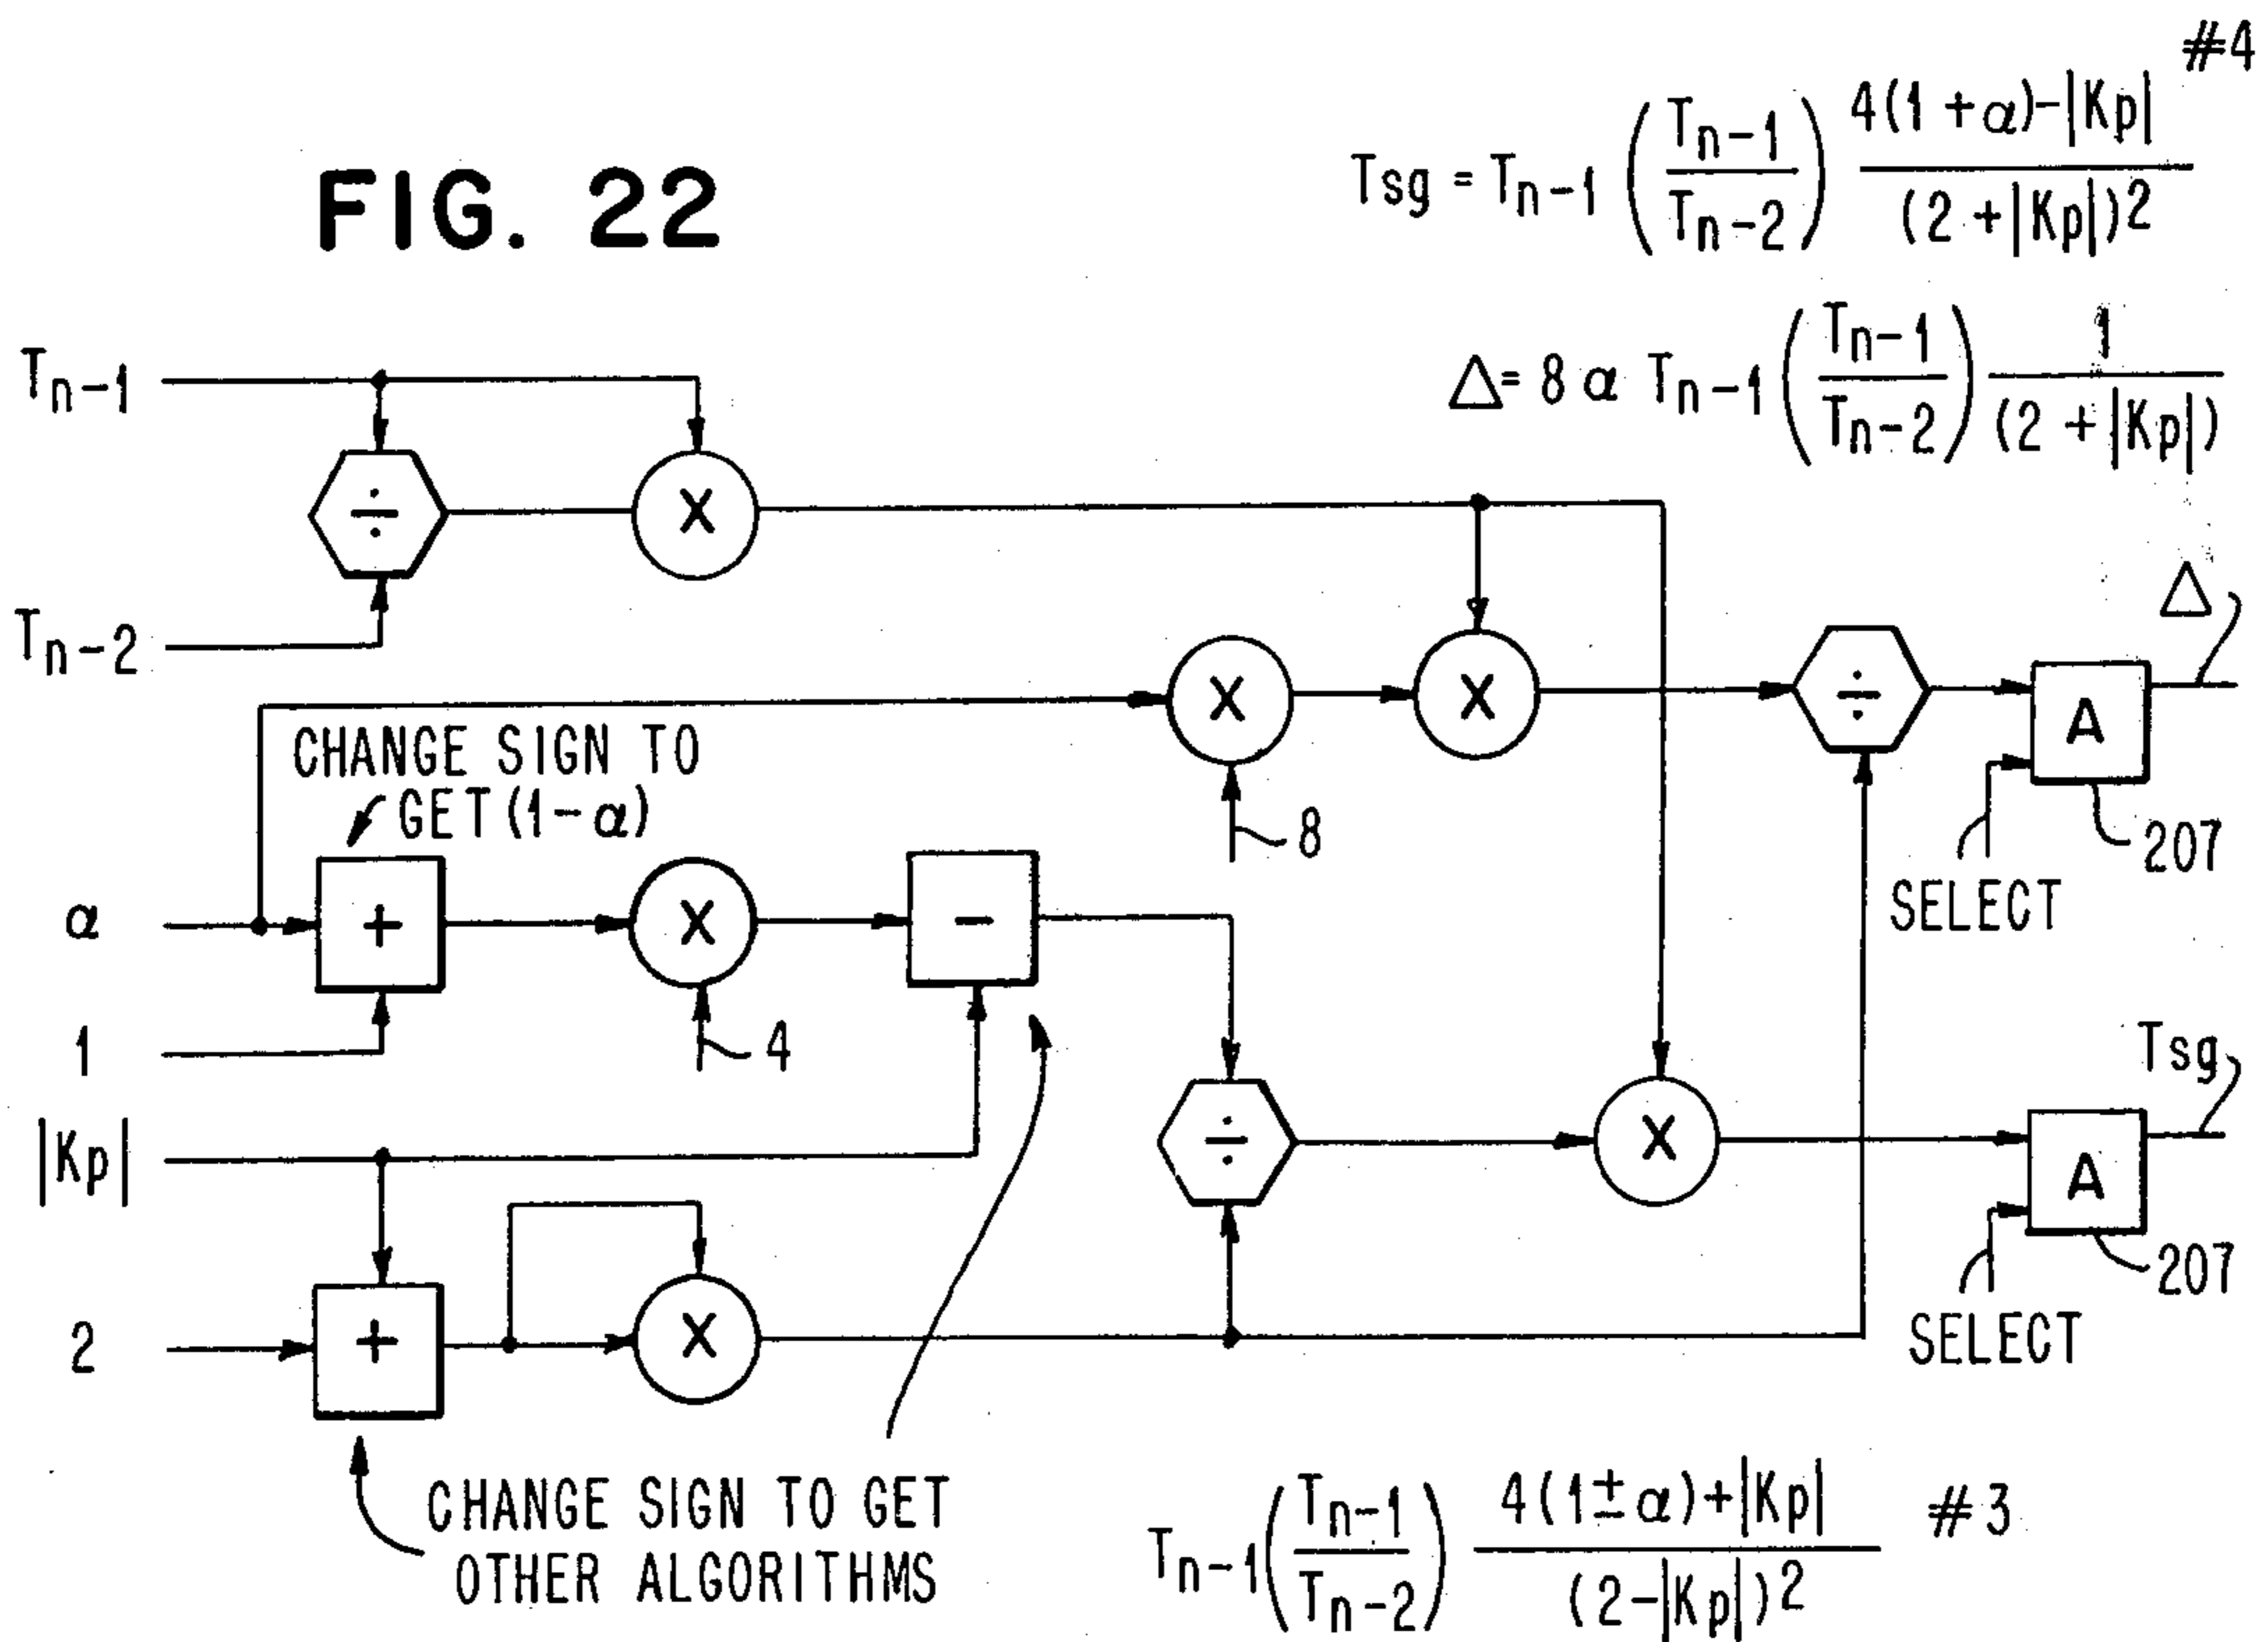 #4
FIG. 22
Tsg = Tn-1 (Tn-1 / Tn-2) 4(1 + α)-|Kp| / (2 + |Kp|)2
Δ = 8 α Tn-1 (Tn-1 / Tn-2) 1 / (2 + |Kp|)
Tn-1
÷
X
Tn-2
Δ
X
X
÷
A
CHANGE SIGN TO
GET (1-α)
8
207
SELECT
α
+
X
-
1
4
Tsg
|Kp|
÷
X
A
207
2
+
X
SELECT
CHANGE SIGN TO GET
OTHER ALGORITHMS
Tn-1 (Tn-1 / Tn-2) 4(1 ± α)+|Kp| / (2-|Kp|)2 #3